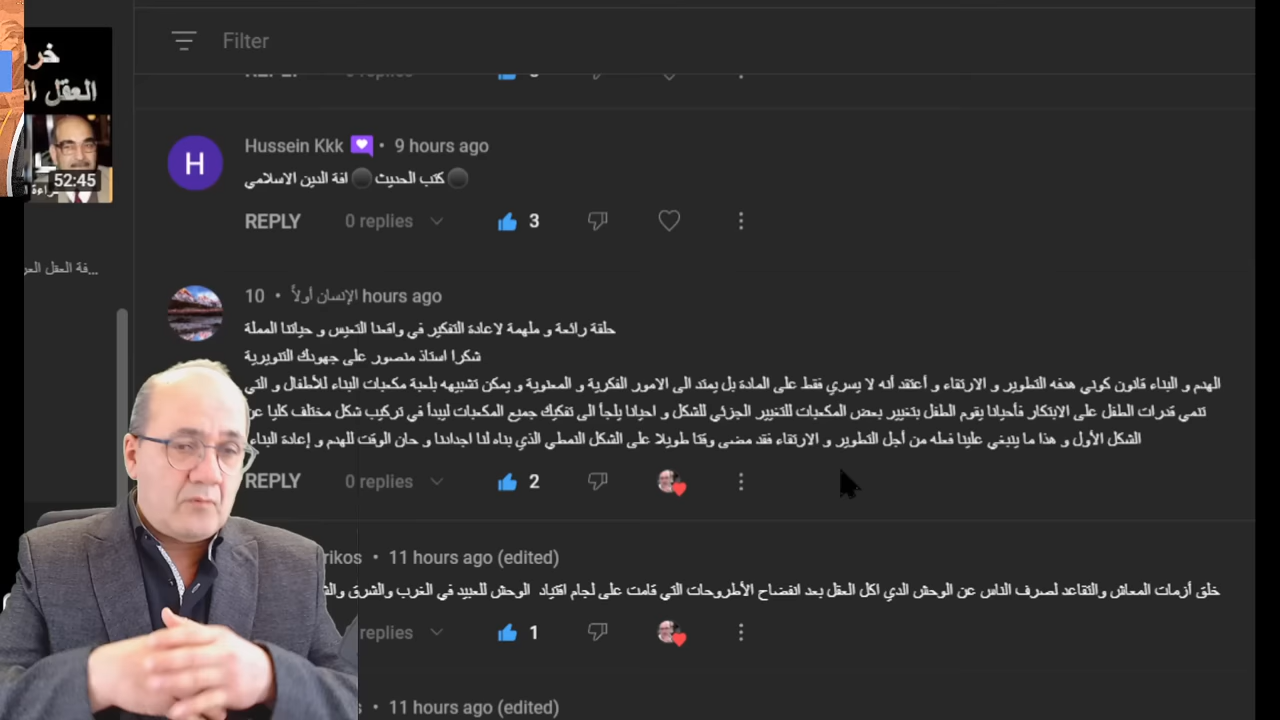 Filter
العقل
52:45
Hussein Kkk • 9 hours ago
كتب الحديث افة الدين الاسلامي
REPLY 0 replies 3
10 • الإنسان أولاً hours ago
حلقة رائعة و ملهمة لاعادة التفكير في واقعنا التعيس و حياتنا المملة
شكرا استاذ منصور على جهودك التنويرية
الهدم و البناء قانون كوني هدفه التطوير و الارتقاء و أعتقد أنه لا يسري فقط على المادة بل يمتد الى الامور الفكرية و المعنوية و يمكن تشبيهه بلعبة مكعبات البناء للأطفال و التي
تنمي قدرات الطفل على الابتكار فأحيانا يقوم الطفل بتغيير بعض المكعبات للتغيير الجزئي للشكل و احيانا يلجأ الى تفكيك جميع المكعبات ليبدأ في تركيب شكل مختلف كليا
الشكل الأول و هذا ما ينبغي علينا فعله من أجل التطوير و الارتقاء فقد مضى وقتا طويلا على الشكل النمطي الذي بناه لنا اجدادنا و حان الوقت للهدم و إعادة البناء
REPLY 0 replies 2
rikos • 11 hours ago (edited)
خلق أزمات المعاش والتقاعد لصرف الناس عن الوحش الدي اكل العقل بعد انفضاح الأطروحات التي قامت على لجام اقتياد الوحش للعبيد في الغرب والشرق
replies 1
11 hours ago (edited)